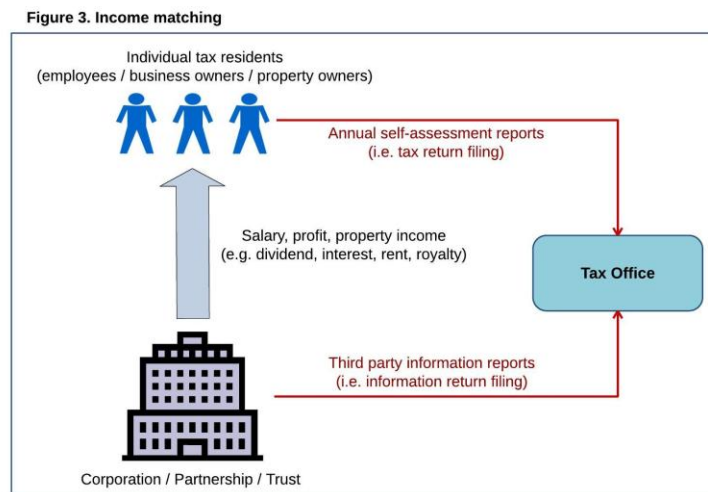 Figure 3. Income matching
Individual tax residents
(employees / business owners / property owners)
Annual self-assessment reports
(i.e. tax return filing)
Salary, profit, property income
(e.g. dividend, interest, rent, royalty)
Tax Office
Third party information reports
(i.e. information return filing)
Corporation / Partnership / Trust